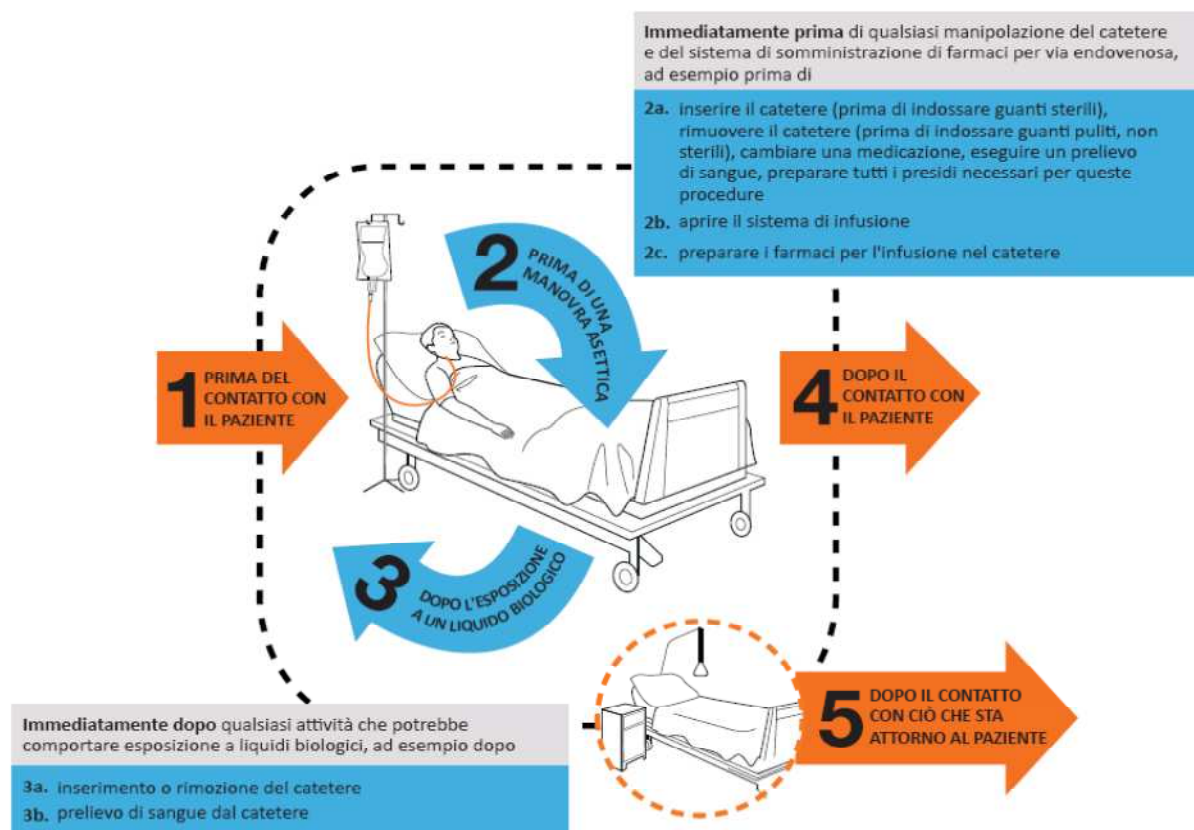 Immediatamente prima di qualsiasi manipolazione del catetere
e del sistema di somministrazione di farmaci per via endovenosa,
ad esempio prima di
2a. inserire il catetere (prima di indossare guanti sterili),
rimuovere il catetere (prima di indossare guanti puliti, non
sterili), cambiare una medicazione, eseguire un prelievo
di sangue, preparare tutti i presidi necessari per queste
procedure
2b. aprire il sistema di infusione
2c. preparare i farmaci per l'infusione nel catetere
1 PRIMA DEL
CONTATTO CON
IL PAZIENTE
2 PRIMA DI UNA
MANOVRA ASETTICA
3 DOPO L'ESPOSIZIONE
A UN LIQUIDO BIOLOGICO
4 DOPO IL
CONTATTO CON
IL PAZIENTE
5 DOPO IL CONTATTO
CON CIÒ CHE STA
ATTORNO AL PAZIENTE
Immediatamente dopo qualsiasi attività che potrebbe
comportare esposizione a liquidi biologici, ad esempio dopo
3a. inserimento o rimozione del catetere
3b. prelievo di sangue dal catetere